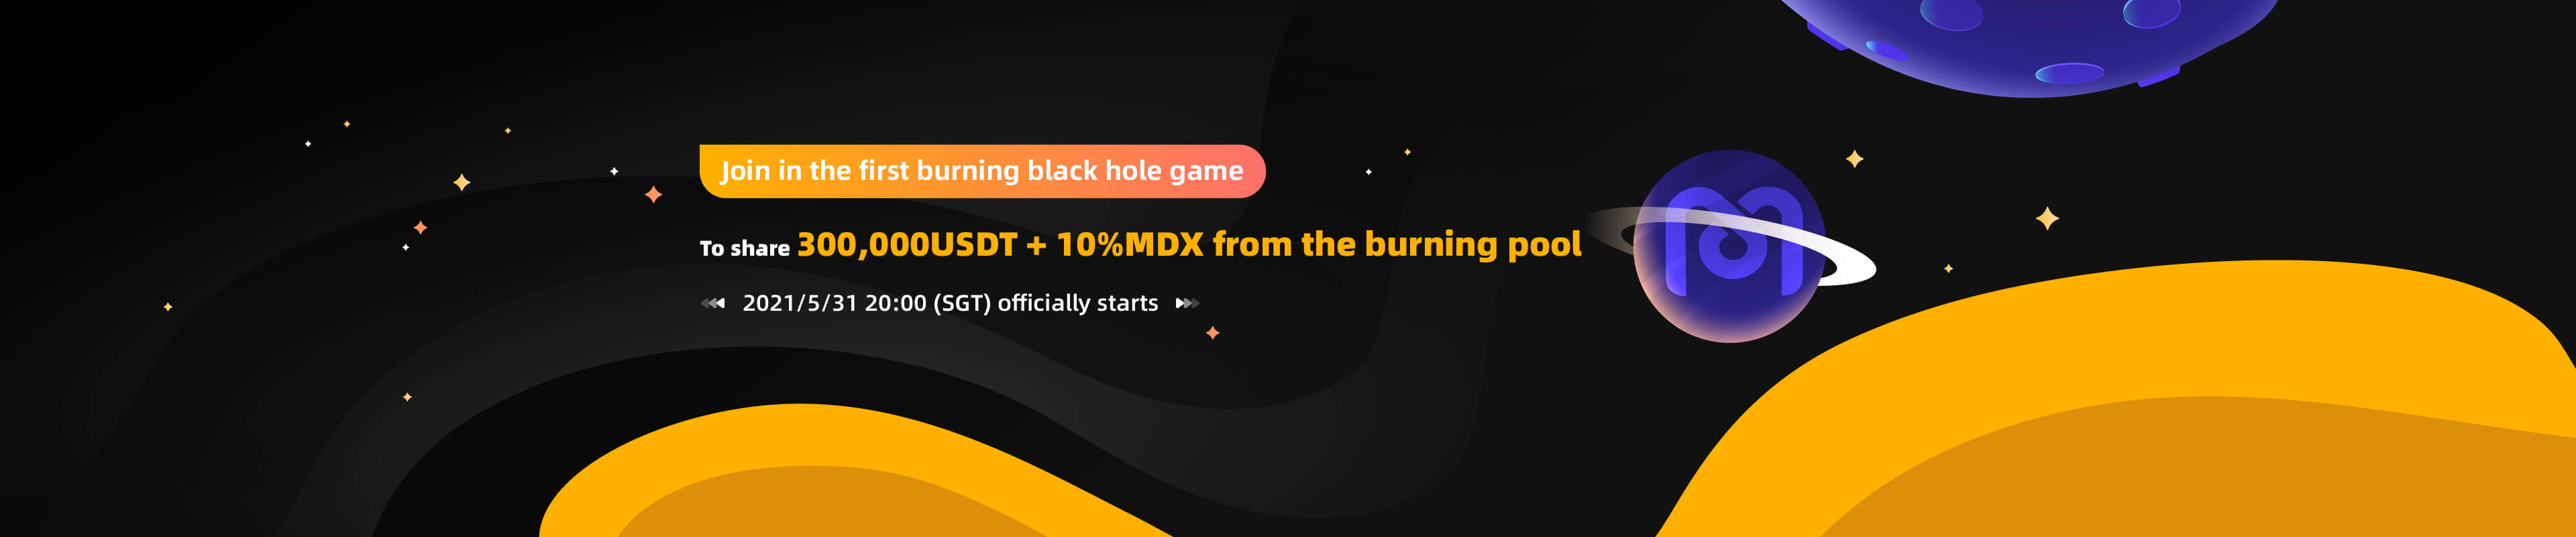 Join in the first burning black hole game
To share 300,000USDT + 10%MDX from the burning pool
2021/5/31 20:00 (SGT) officially starts